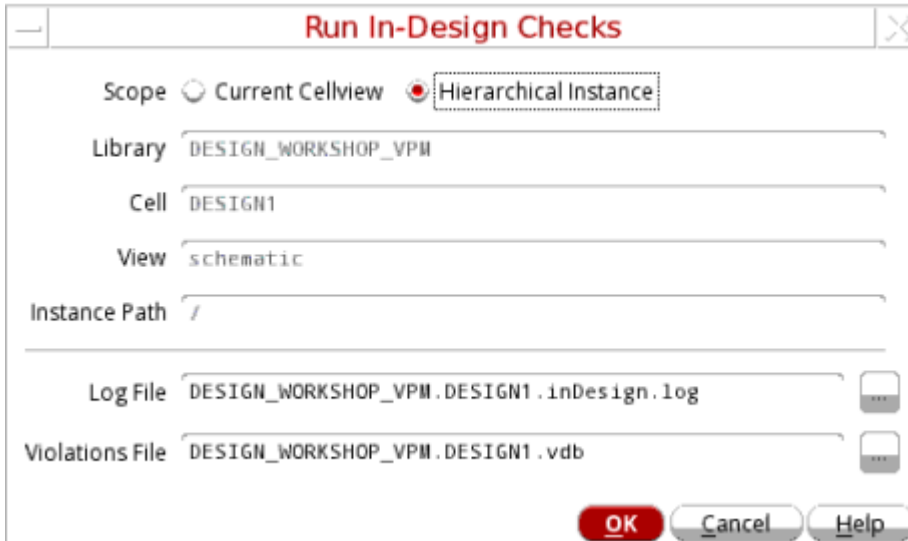 Run In-Design Checks
Scope Current Cellview Hierarchical Instance
Library DESIGN_WORKSHOP_VPM
Cell DESIGN1
View schematic
Instance Path /
Log File DESIGN_WORKSHOP_VPM.DESIGN1.inDesign.log ...
Violations File DESIGN_WORKSHOP_VPM.DESIGN1.vdb ...
OK Cancel Help